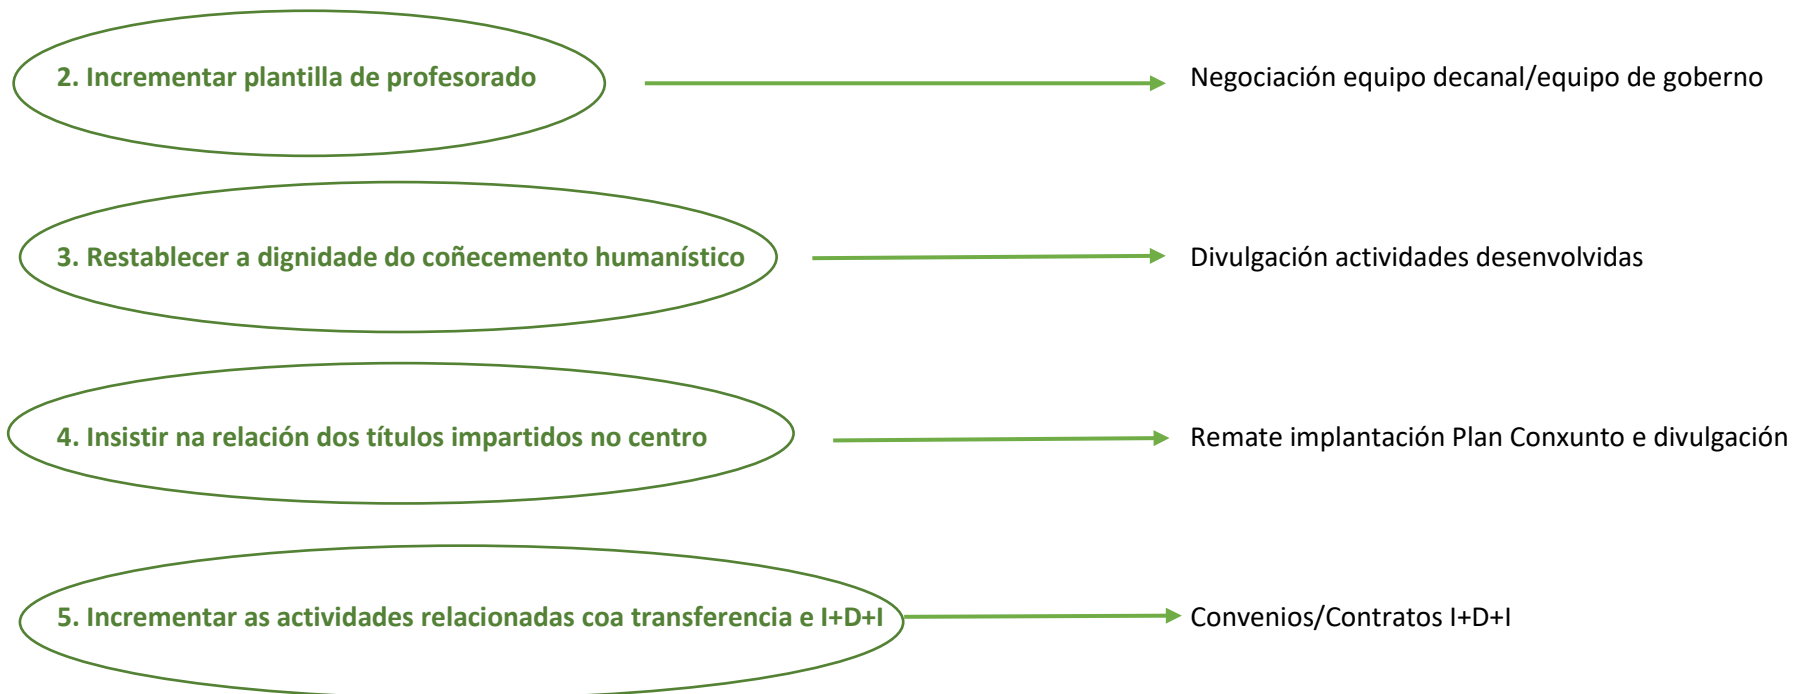 2. Incrementar plantilla de profesorado
Negociación equipo decanal/equipo de goberno
3. Restablecer a dignidade do coñecemento humanístico
Divulgación actividades desenvolvidas
4. Insistir na relación dos títulos impartidos no centro
Remate implantación Plan Conxunto e divulgación
5. Incrementar as actividades relacionadas coa transferencia e I+D+I
Convenios/Contratos I+D+I